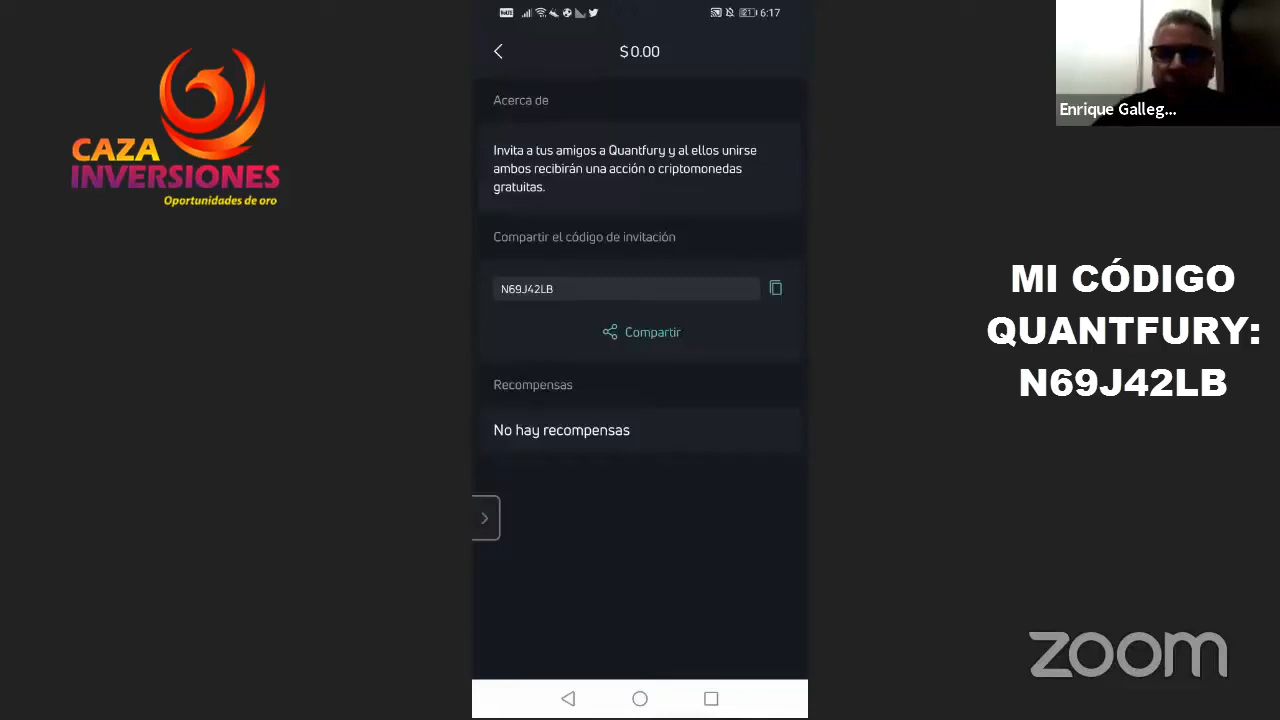 CAZA
INVERSIONES
Oportunidades de oro
VoLTE
6:17
$0.00
Acerca de
Invita a tus amigos a Quantfury y al ellos unirse
ambos recibirán una acción o criptomonedas
gratuitas.
Compartir el código de invitación
N69J42LB
Compartir
Recompensas
No hay recompensas
Enrique Galleg...
MI CÓDIGO
QUANTFURY:
N69J42LB
zoom